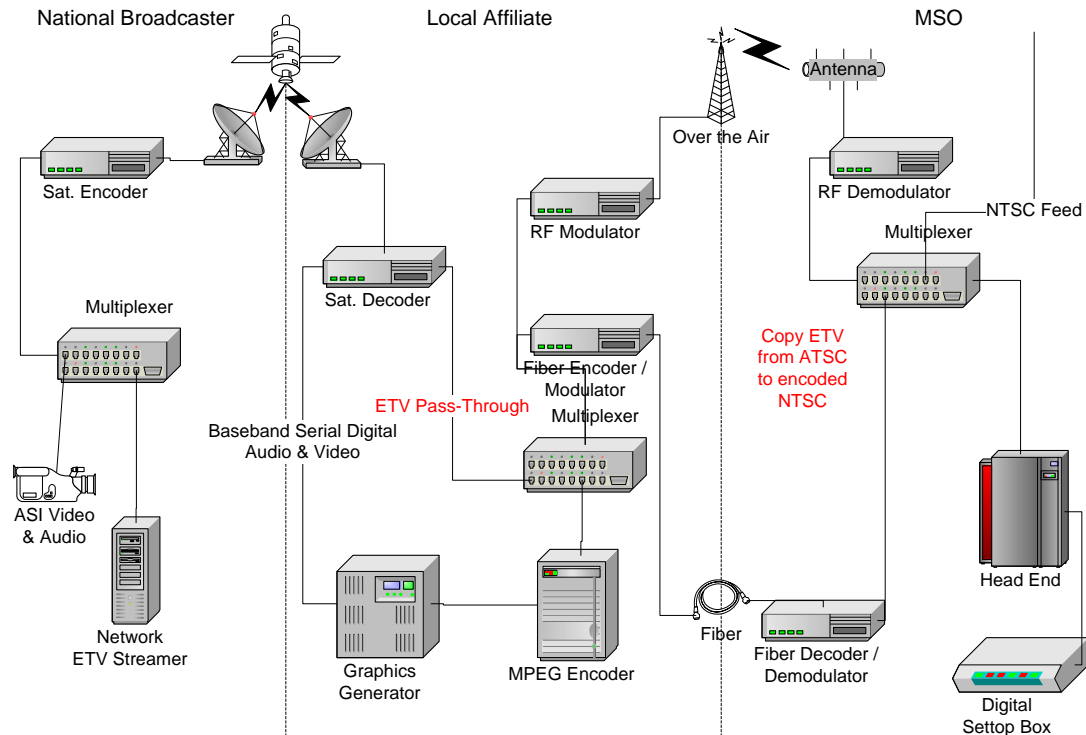 National Broadcaster
Local Affiliate
MSO
Antenna
Over the Air
Sat. Encoder
RF Demodulator
RF Modulator
NTSC Feed
Multiplexer
Sat. Decoder
Multiplexer
Copy ETV
from ATSC
to encoded
NTSC
Fiber Encoder /
Modulator
ETV Pass-Through
Multiplexer
Baseband Serial Digital
Audio & Video
ASI Video
& Audio
Head End
Network
ETV Streamer
Fiber
Fiber Decoder /
Demodulator
Graphics
Generator
MPEG Encoder
Digital
Settop Box